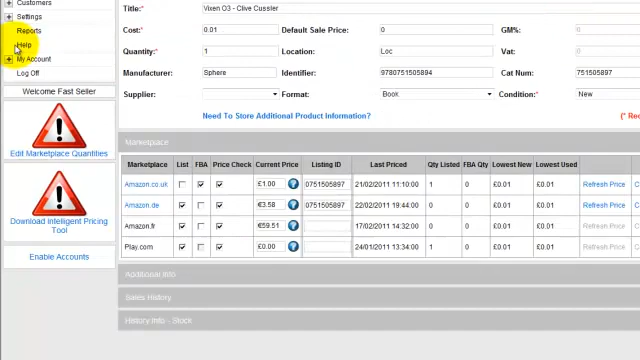 Customers
Settings
Reports
Help
My Account
Log Off
Welcome Fast Seller
Edit Marketplace Quantities
Download Intelligent Pricing
Tool
Enable Accounts
Title:* Vixen O3 - Clive Cussler
Cost:* 0.01 Default Sale Price: 0 GM%: 0
Quantity:* 1 Location: Loc Vat: 0
Manufacturer: Sphere Identifier: 9780751505894 Cat Num: 751505897
Supplier: Format: Book Condition:* New
Need To Store Additional Product Information? (* Rec
Marketplace
Marketplace List FBA Price Check Current Price Listing ID Last Priced Qty Listed FBA Qty Lowest New Lowest Used
Amazon.co.uk £1.00 0751505897 21/02/2011 11:10:00 1 0 £0.01 £0.01 Refresh Price C
Amazon.de €3.58 0751505897 22/02/2011 19:44:00 0 0 £0.01 £0.01 Refresh Price C
Amazon.fr €59.51 17/02/2011 14:32:00 0 0 £0.01 £0.01 Refresh Price
Play.com £0.00 24/01/2011 13:34:00 1 0 £0.01 £0.01 Refresh Price
Additional Info
Sales History
History Info - Stock